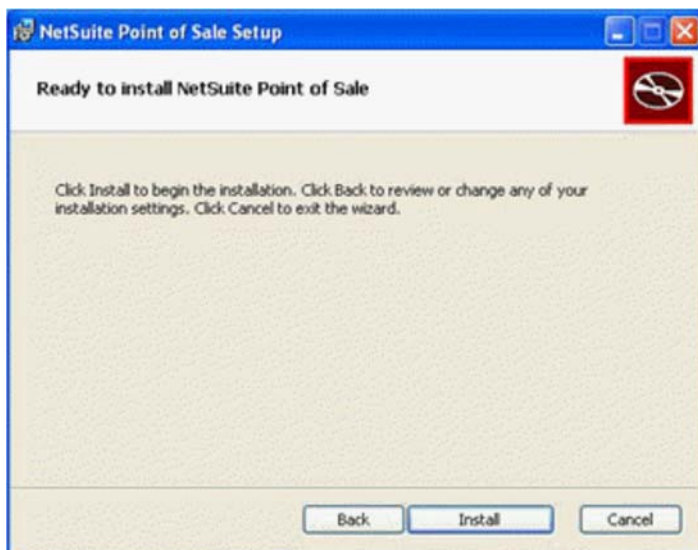 NetSuite Point of Sale Setup
Ready to install NetSuite Point of Sale
Click Install to begin the installation. Click Back to review or change any of your
installation settings. Click Cancel to exit the wizard.
Back Install Cancel